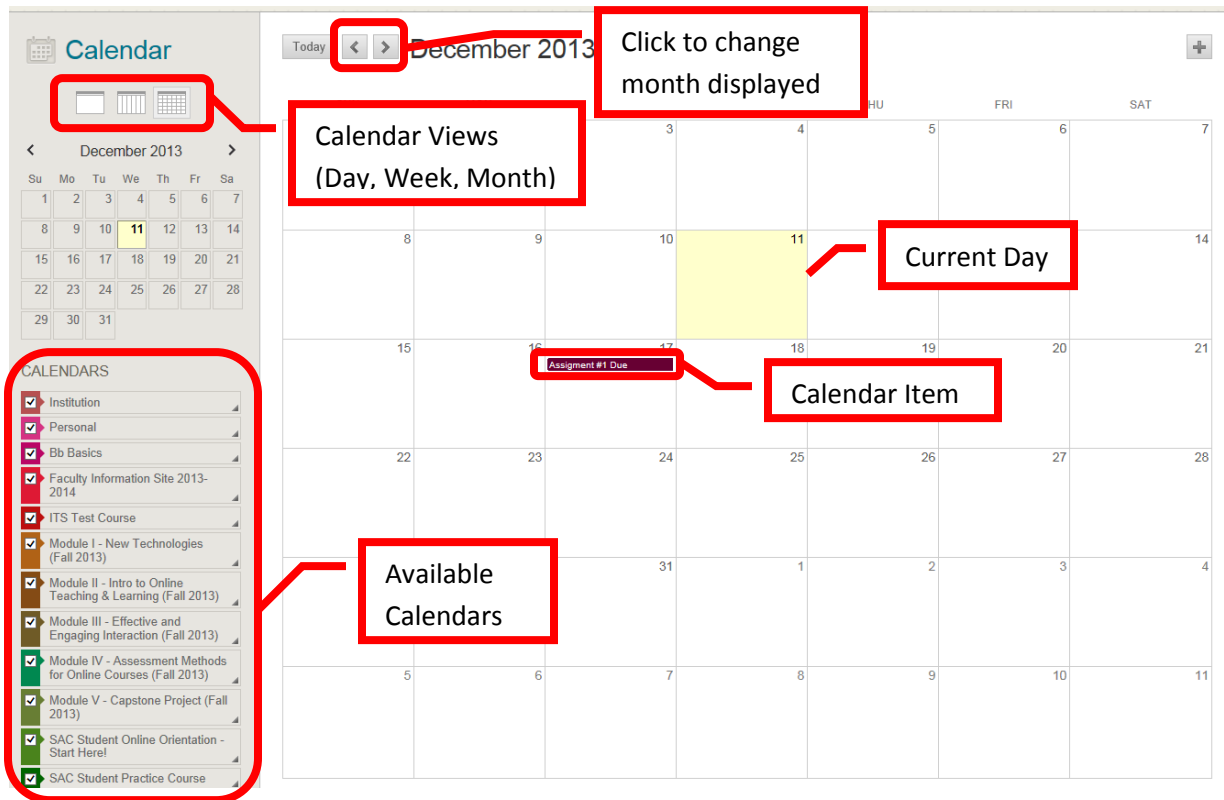 Calendar
December 2013
Su Mo Tu We Th Fr Sa
1 2 3 4 5 6 7
8 9 10 11 12 13 14
15 16 17 18 19 20 21
22 23 24 25 26 27 28
29 30 31
CALENDARS
Institution
Personal
Bb Basics
Faculty Information Site 2013-
2014
ITS Test Course
Module I - New Technologies
(Fall 2013)
Module II - Intro to Online
Teaching & Learning (Fall 2013)
Module III - Effective and
Engaging Interaction (Fall 2013)
Module IV - Assessment Methods
for Online Courses (Fall 2013)
Module V - Capstone Project (Fall
2013)
SAC Student Online Orientation -
Start Here!
SAC Student Practice Course
Today
December 2013
Click to change
month displayed
Calendar Views
(Day, Week, Month)
HU FRI SAT
3 4 5 6 7
8 9 10 11 14
Current Day
15 16 17 18 19 20 21
Assigment #1 Due
Calendar Item
22 23 24 25 26 27 28
31 1 2 3 4
Available
Calendars
5 6 7 8 9 10 11